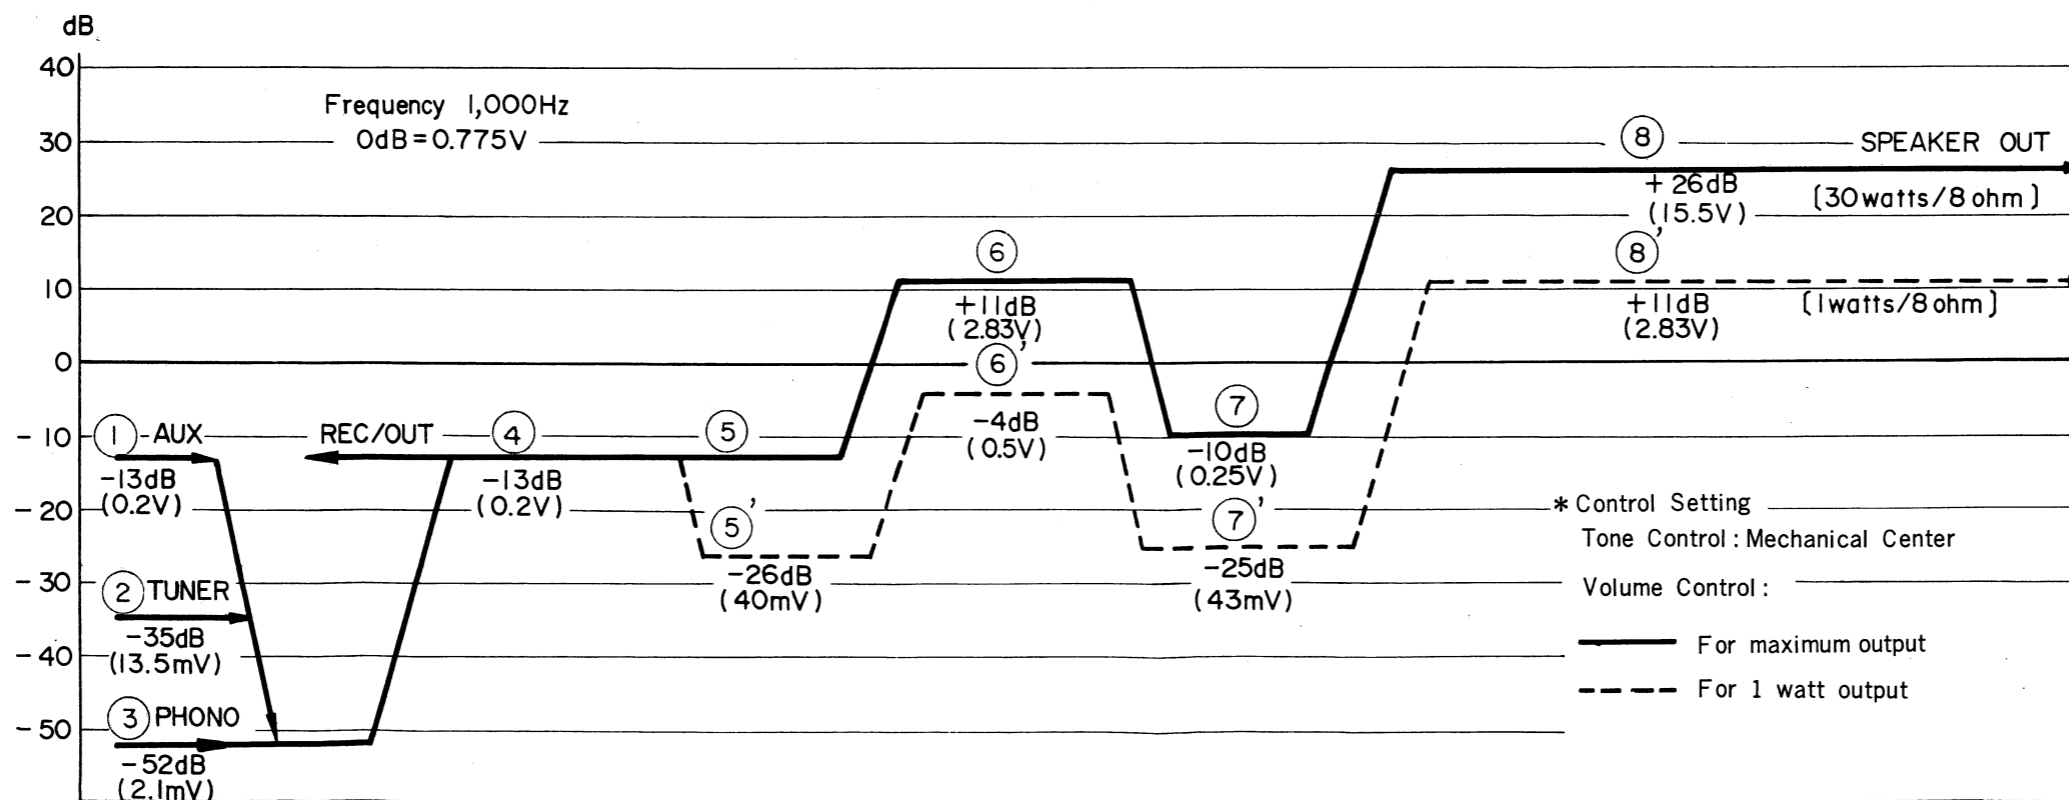 dB
40
30
20
10
0
-10
-20
-30
-40
-50
Frequency 1,000Hz
0dB=0.775V
① AUX
-13dB
(0.2V)
② TUNER
-35dB
(13.5mV)
③ PHONO
-52dB
(2.1mV)
REC/OUT
④
-13dB
(0.2V)
⑤
⑤'
-26dB
(40mV)
⑥
+11dB
(2.83V)
⑥'
-4dB
(0.5V)
⑦
-10dB
(0.25V)
⑦'
-25dB
(43mV)
⑧ SPEAKER OUT
+26dB [30watts/8ohm]
(15.5V)
⑧'
+11dB [1watts/8ohm]
(2.83V)
* Control Setting
Tone Control : Mechanical Center
Volume Control :
For maximum output
For 1 watt output